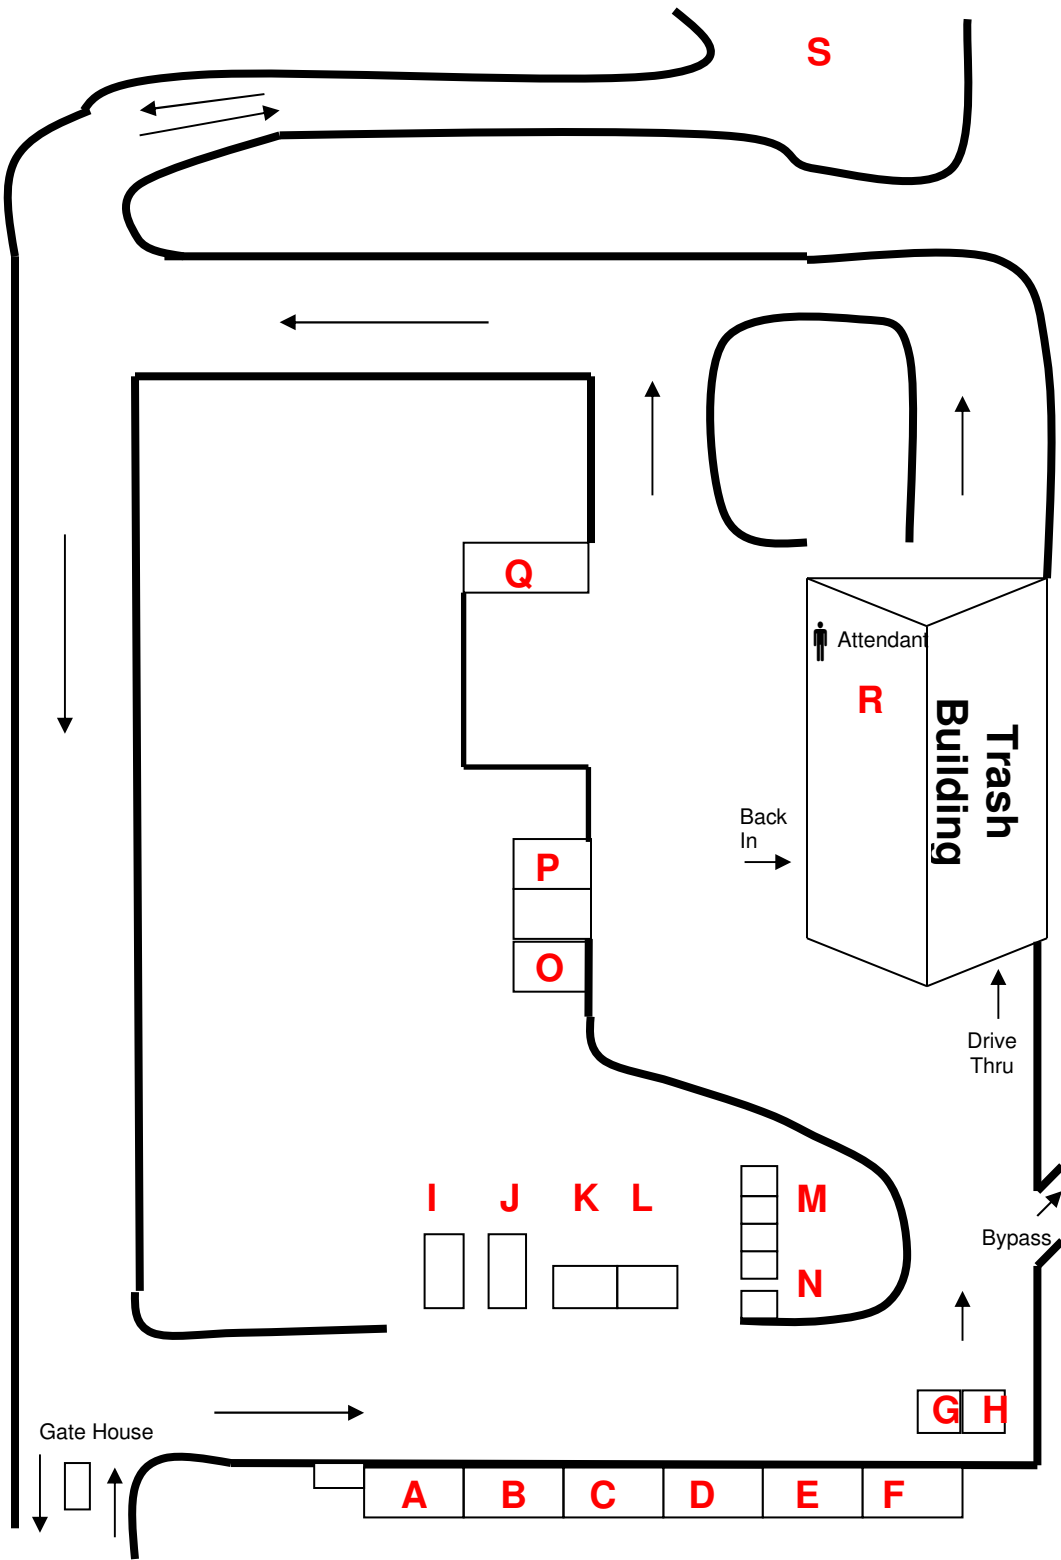 S
Q
Attendant
R
Trash
Building
Back
In
P
O
Drive
Thru
I J K L
M
Bypass
N
G H
Gate House
A B C D E F